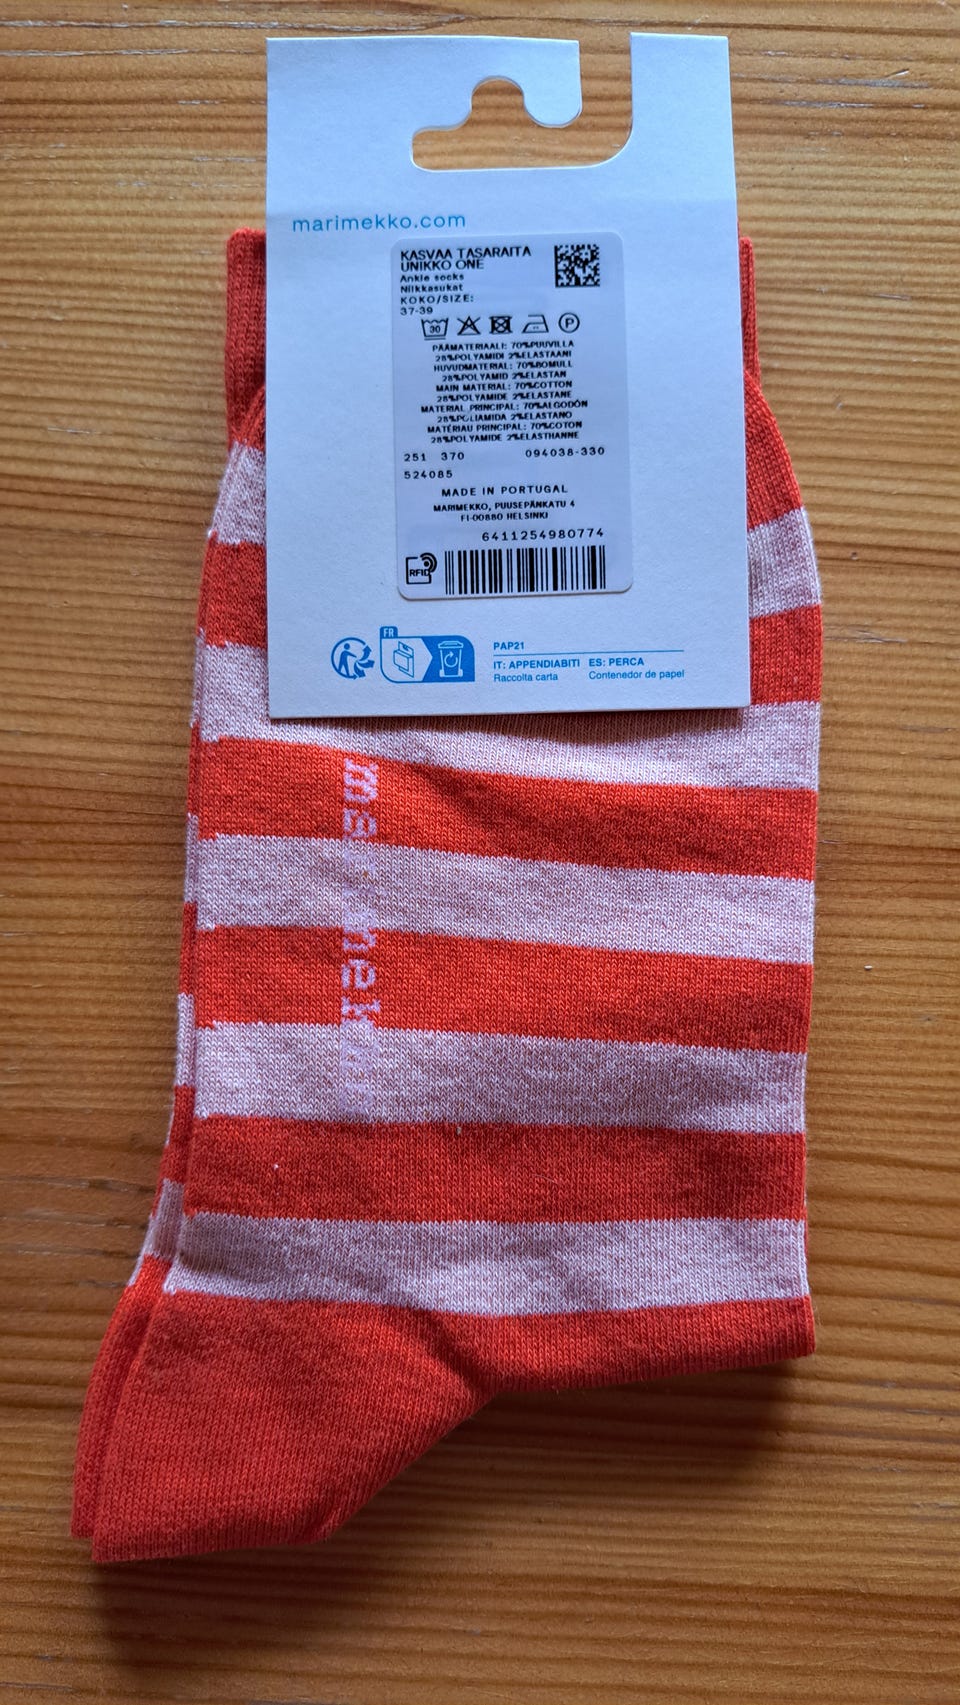 marimekko.com
KASVAA TASARAITA
UNIKKO ONE
Ankle socks
Nilkkasukat
KOKO/SIZE:
37-39
30
P
PÄÄMATERIAALI: 70%PUUVILLA
28%POLYAMIDI 2%ELASTAANI
HUVUDMATERIAL: 70%BOMULL
28%POLYAMID 2%ELASTAN
MAIN MATERIAL: 70%COTTON
28%POLYAMIDE 2%ELASTANE
MATERIAL PRINCIPAL: 70%ALGODÓN
28%POLIAMIDA 2%ELASTANO
MATÉRIAU PRINCIPAL: 70%COTON
28%POLYAMIDE 2%ELASTHANNE
251 370 094038-330
524085
MADE IN PORTUGAL
MARIMEKKO, PUUSEPÄNKATU 4
FI-00880 HELSINKI
6411254980774
RFID
FR
PAP21
IT: APPENDIABITI ES: PERCA
Raccolta carta Contenedor de papel
marimekko